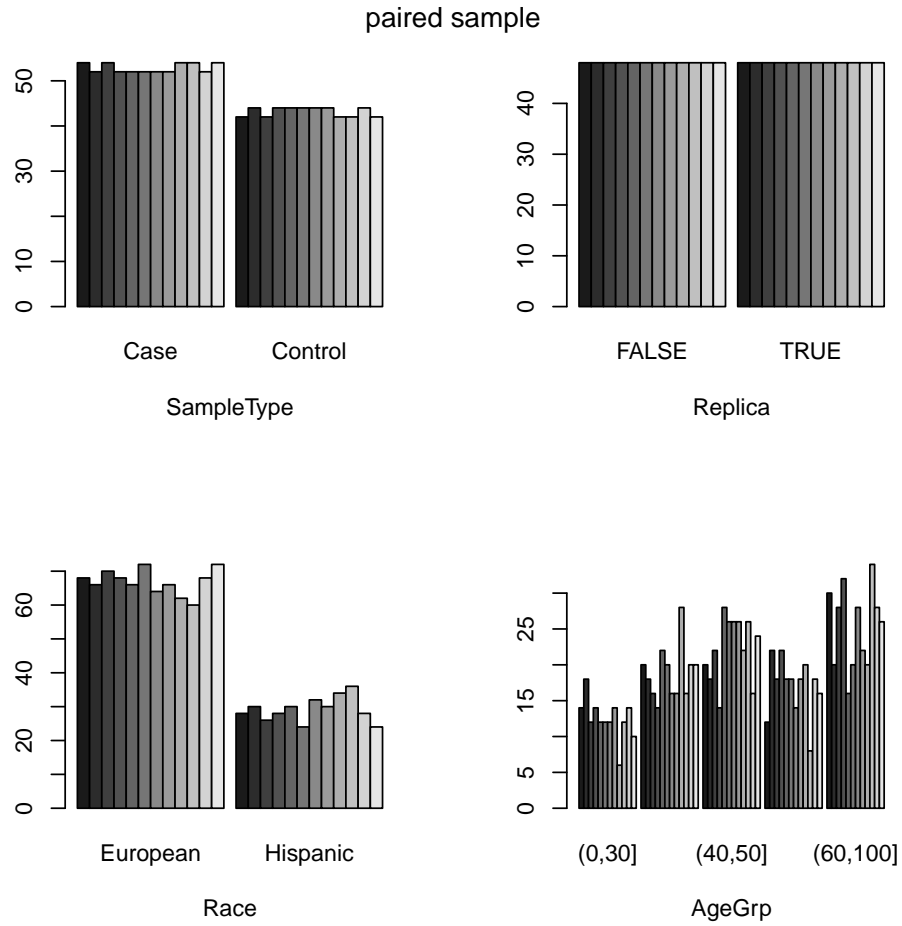 paired sample
0 10 30 50
Case Control
SampleType
0 10 20 30 40
FALSE TRUE
Replica
0 20 40 60
European Hispanic
Race
0 5 15 25
(0,30] (40,50] (60,100]
AgeGrp